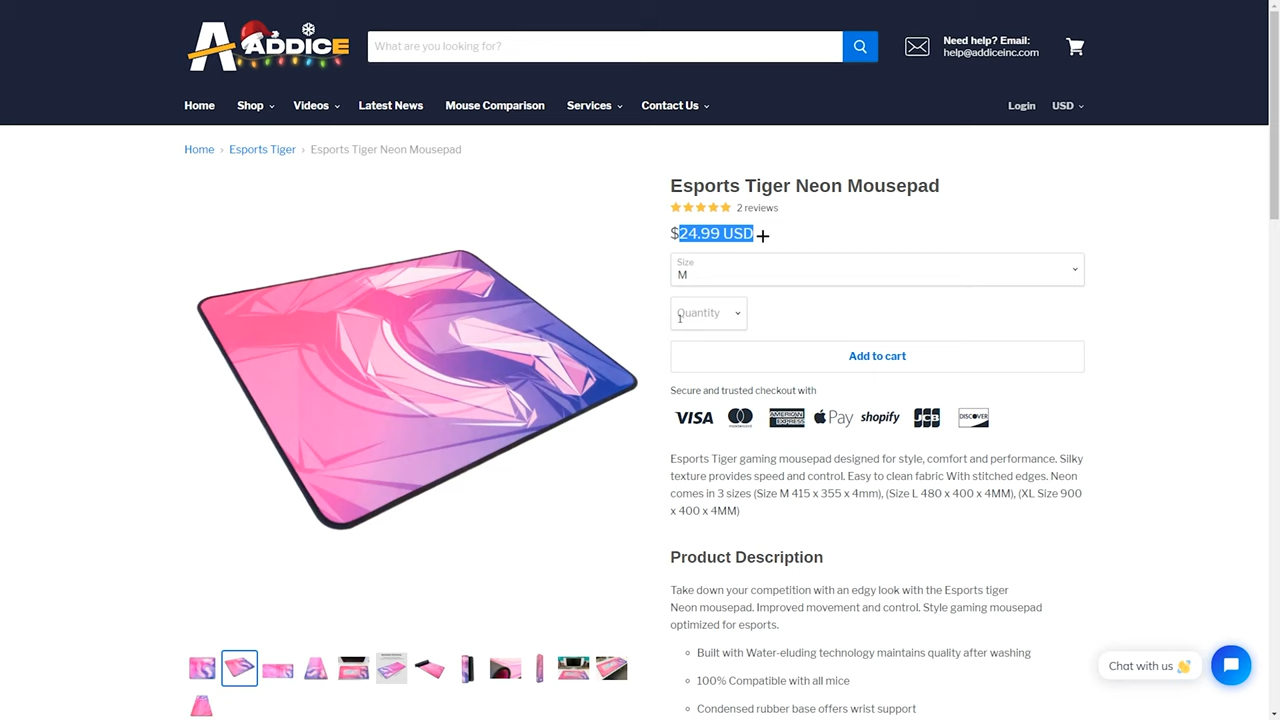 ADDICE
What are you looking for?
Need help? Email:
help@addiceinc.com
Home Shop Videos Latest News Mouse Comparison Services Contact Us Login USD
Home › Esports Tiger › Esports Tiger Neon Mousepad
Esports Tiger Neon Mousepad
2 reviews
$24.99 USD
Size
M
Quantity
1
Add to cart
Secure and trusted checkout with
VISA mastercard AMERICAN EXPRESS Pay shopify JCB DISCOVER
Esports Tiger gaming mousepad designed for style, comfort and performance. Silky
texture provides speed and control. Easy to clean fabric With stitched edges. Neon
comes in 3 sizes (Size M 415 x 355 x 4mm), (Size L 480 x 400 x 4MM), (XL Size 900
x 400 x 4MM)
Product Description
Take down your competition with an edgy look with the Esports tiger
Neon mousepad. Improved movement and control. Style gaming mousepad
optimized for esports.
Built with Water-eluding technology maintains quality after washing
100% Compatible with all mice
Condensed rubber base offers wrist support
Chat with us 👋